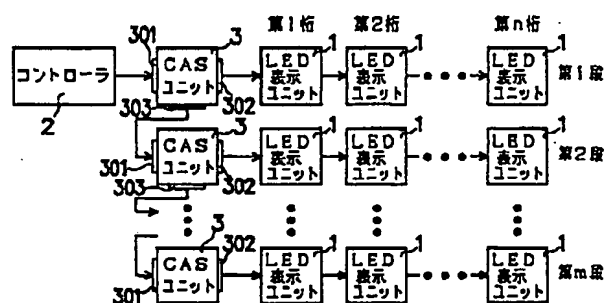 第1桁 第2桁 第n桁
301 3 1 1 1
コントローラ CAS ユニット LED 表示 ユニット LED 表示 ユニット LED 表示 ユニット 第1段
2 303 302
3 1 1 1
CAS ユニット LED 表示 ユニット LED 表示 ユニット LED 表示 ユニット 第2段
301 303 302
3 302 1 1 1
CAS ユニット LED 表示 ユニット LED 表示 ユニット LED 表示 ユニット 第m段
301